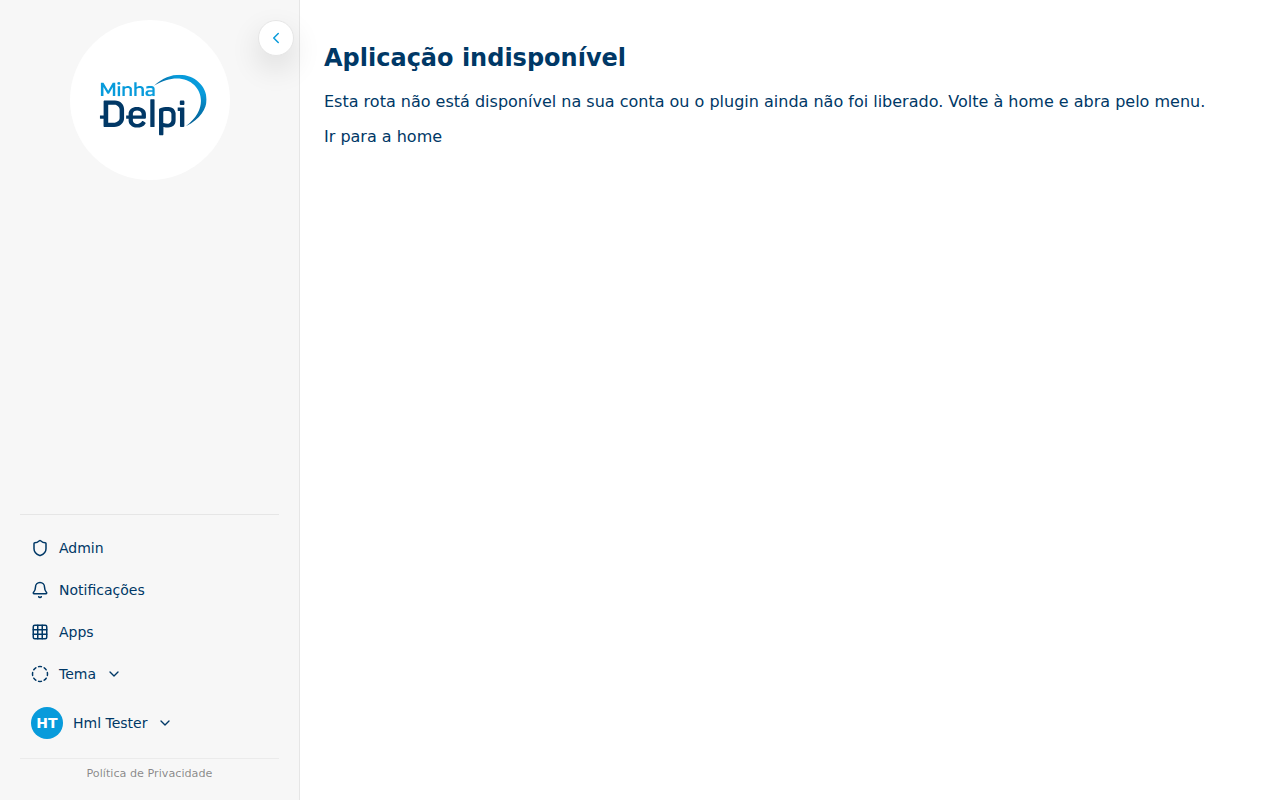 Minha
Delpi
Aplicação indisponível
Esta rota não está disponível na sua conta ou o plugin ainda não foi liberado. Volte à home e abra pelo menu.
Ir para a home
Admin
Notificações
Apps
Tema
HT Hml Tester
Política de Privacidade